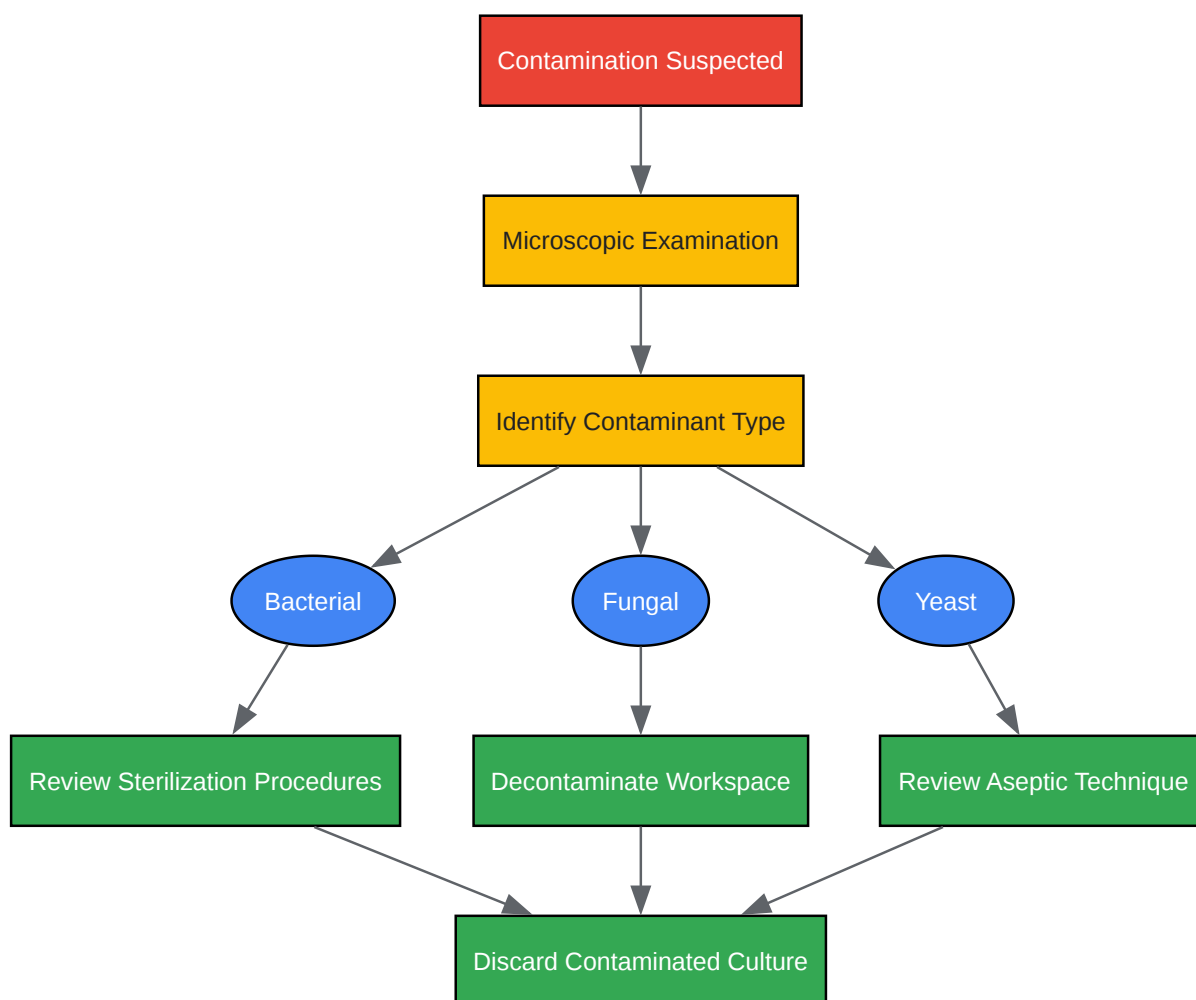 Contamination Suspected
Microscopic Examination
Identify Contaminant Type
Bacterial
Fungal
Yeast
Review Sterilization Procedures
Decontaminate Workspace
Review Aseptic Technique
Discard Contaminated Culture